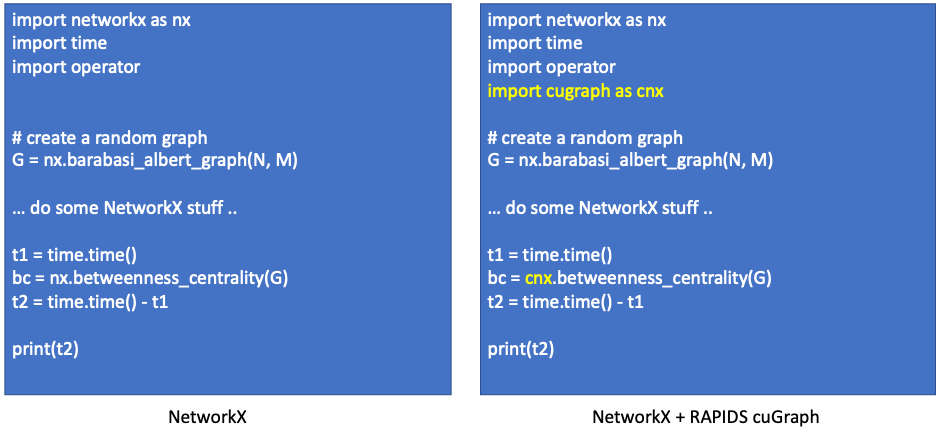 import networkx as nx
import time
import operator
# create a random graph
G = nx.barabasi_albert_graph(N, M)
... do some NetworkX stuff ..
t1 = time.time()
bc = nx.betweenness_centrality(G)
t2 = time.time() - t1
print(t2)
NetworkX
import networkx as nx
import time
import operator
import cugraph as cnx
# create a random graph
G = nx.barabasi_albert_graph(N, M)
... do some NetworkX stuff ..
t1 = time.time()
bc = cnx.betweenness_centrality(G)
t2 = time.time() - t1
print(t2)
NetworkX + RAPIDS cuGraph